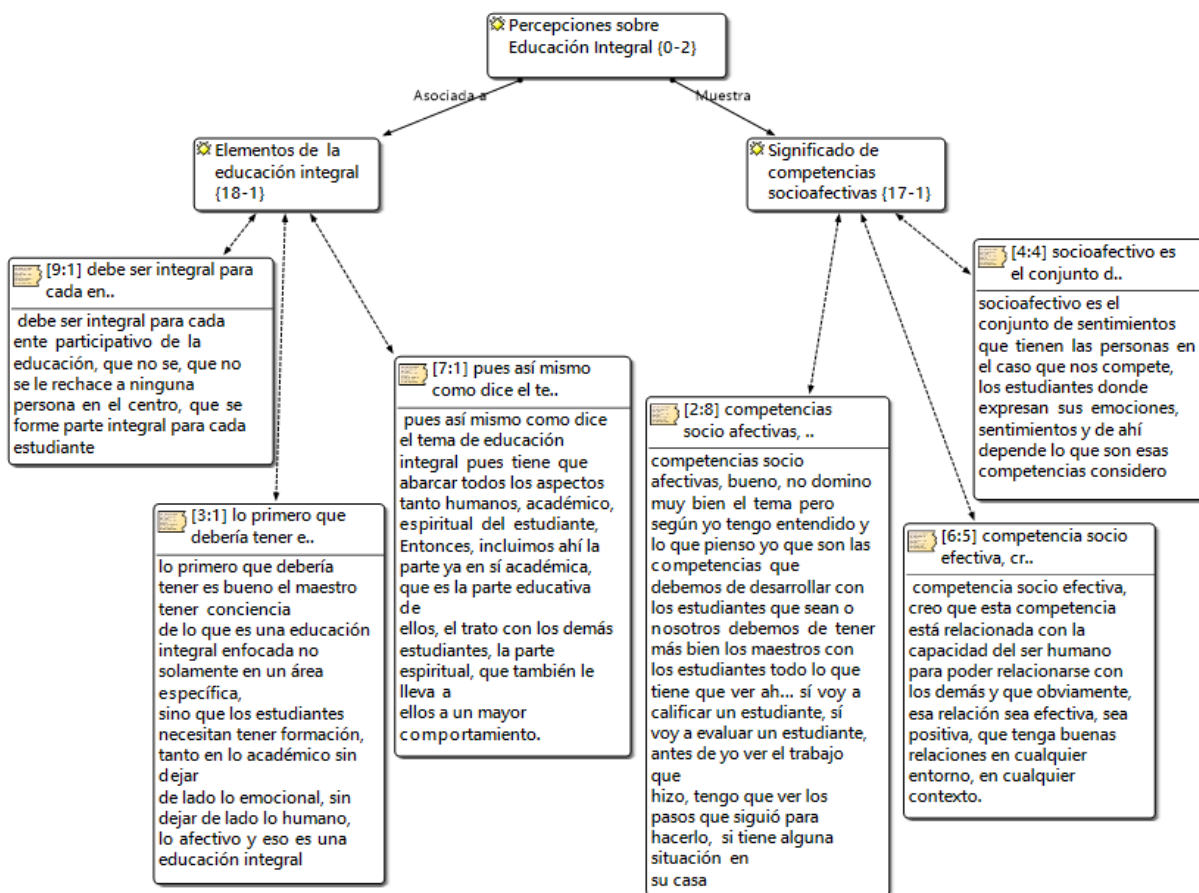 Percepciones sobre
Educación Integral {0-2}
Asociada a
Muestra
Elementos de la
educación integral
{18-1}
Significado de
competencias
socioafectivas {17-1}
[9:1] debe ser integral para
cada en..
debe ser integral para cada
ente participativo de la
educación, que no se, que no
se le rechace a ninguna
persona en el centro, que se
forme parte integral para cada
estudiante
[3:1] lo primero que
debería tener e..
lo primero que debería
tener es bueno el maestro
tener conciencia
de lo que es una educación
integral enfocada no
solamente en un área
específica,
sino que los estudiantes
necesitan tener formación,
tanto en lo académico sin
dejar
de lado lo emocional, sin
dejar de lado lo humano,
lo afectivo y eso es una
educación integral
[7:1] pues así mismo
como dice el te..
pues así mismo como dice
el tema de educación
integral pues tiene que
abarcar todos los aspectos
tanto humanos, académico,
espiritual del estudiante,
Entonces, incluimos ahí la
parte ya en sí académica,
que es la parte educativa
de
ellos, el trato con los demás
estudiantes, la parte
espiritual, que también le
lleva a
ellos a un mayor
comportamiento.
[2:8] competencias
socio afectivas, ..
competencias socio
afectivas, bueno, no domino
muy bien el tema pero
según yo tengo entendido y
lo que pienso yo que son las
competencias que
debemos de desarrollar con
los estudiantes que sean o
nosotros debemos de tener
más bien los maestros con
los estudiantes todo lo que
tiene que ver ah... sí voy a
calificar un estudiante, sí
voy a evaluar un estudiante,
antes de yo ver el trabajo
que
hizo, tengo que ver los
pasos que siguió para
hacerlo, si tiene alguna
situación en
su casa
[4:4] socioafectivo es
el conjunto d..
socioafectivo es el
conjunto de sentimientos
que tienen las personas en
el caso que nos compete,
los estudiantes donde
expresan sus emociones,
sentimientos y de ahí
depende lo que son esas
competencias considero
[6:5] competencia socio
efectiva, cr..
competencia socio efectiva,
creo que esta competencia
está relacionada con la
capacidad del ser humano
para poder relacionarse con
los demás y que obviamente,
esa relación sea efectiva, sea
positiva, que tenga buenas
relaciones en cualquier
entorno, en cualquier
contexto.